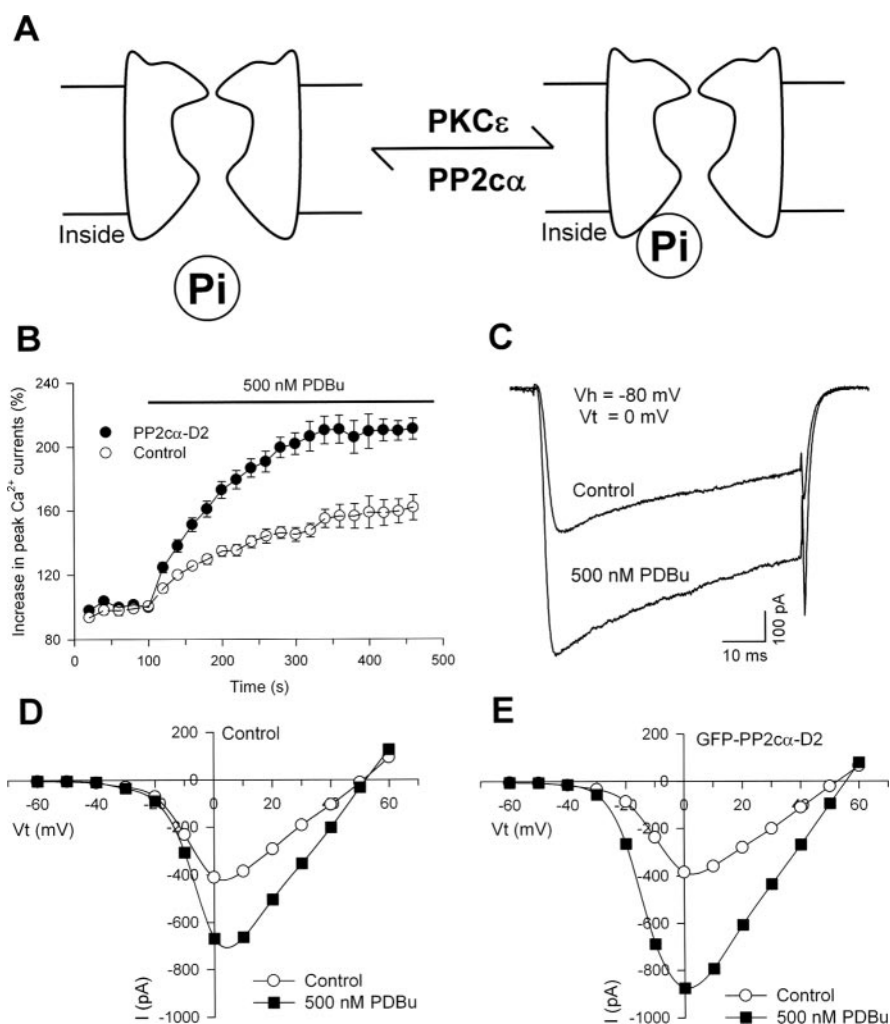 A
PKCε
PP2cα
Inside
Pi
Inside
Pi
B
500 nM PDBu
240
200
160
120
80
PP2cα-D2
Control
Increase in peak Ca2+ currents (%)
0
100
200
300
400
500
Time (s)
C
Vh = -80 mV
Vt = 0 mV
Control
500 nM PDBu
100 pA
10 ms
D
200
Control
0
-60
-40
-20
0
20
40
60
Vt (mV)
-200
-400
-600
-800
-1000
I (pA)
Control
500 nM PDBu
E
200
GFP-PP2cα-D2
0
-60
-40
-20
0
20
40
60
Vt (mV)
-200
-400
-600
-800
-1000
I (pA)
Control
500 nM PDBu